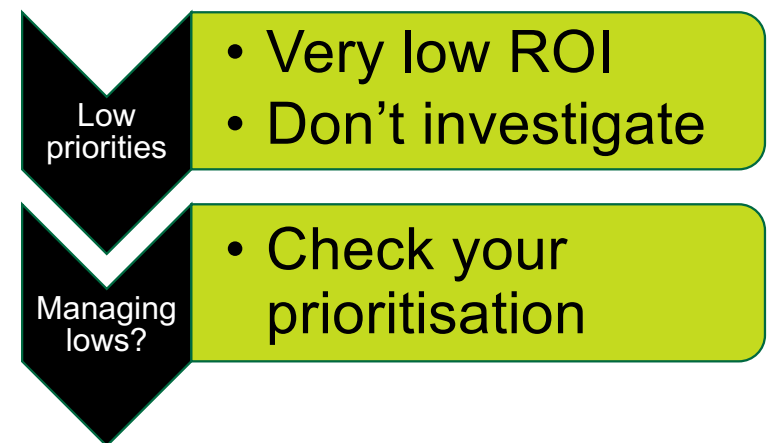 Low
priorities
• Very low ROI
• Don’t investigate
Managing
lows?
• Check your
prioritisation